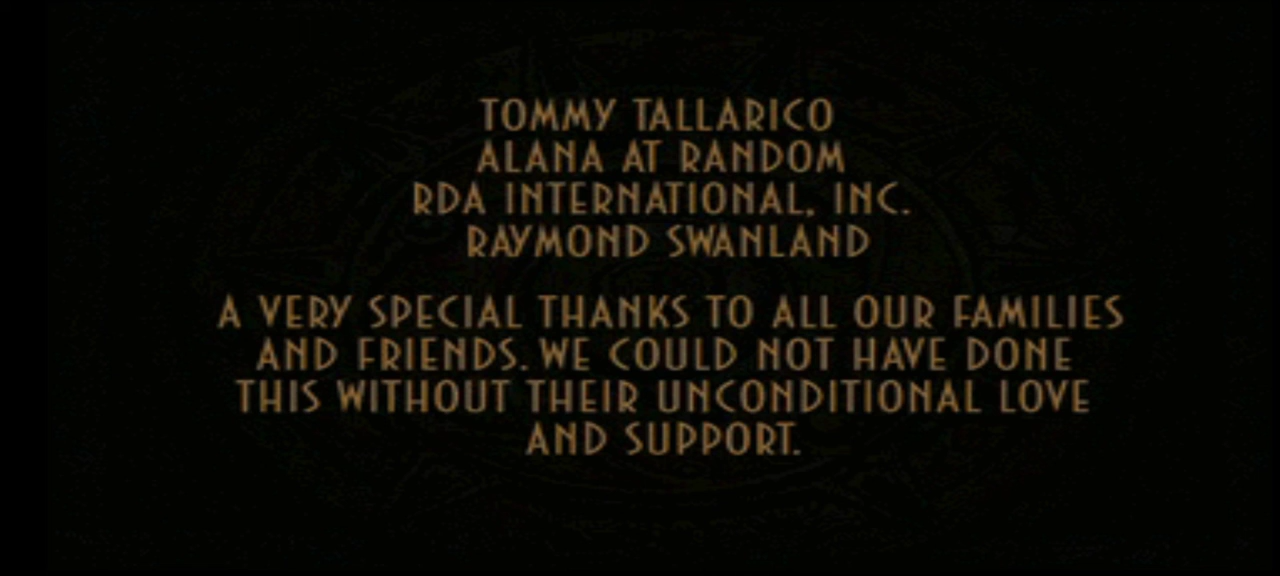 TOMMY TALLARICO
ALANA AT RANDOM
RDA INTERNATIONAL, INC.
RAYMOND SWANLAND
A VERY SPECIAL THANKS TO ALL OUR FAMILIES
AND FRIENDS. WE COULD NOT HAVE DONE
THIS WITHOUT THEIR UNCONDITIONAL LOVE
AND SUPPORT.